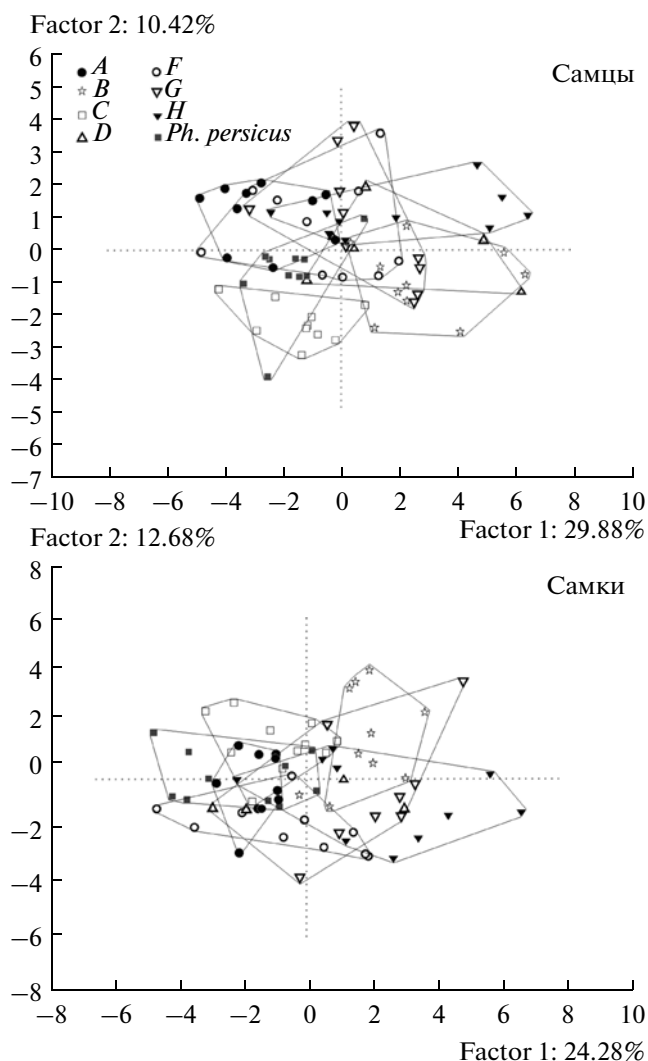 Factor 2: 10.42%
6
5
4
3
2
1
0
−1
−2
−3
−4
−5
−6
−7
A
B
C
D
F
G
H
Ph. persicus
Самцы
−10 −8 −6 −4 −2 0 2 4 6 8 10
Factor 1: 29.88%
Factor 2: 12.68%
8
6
4
2
0
−2
−4
−6
−8
Самки
−8 −6 −4 −2 0 2 4 6 8 10
Factor 1: 24.28%